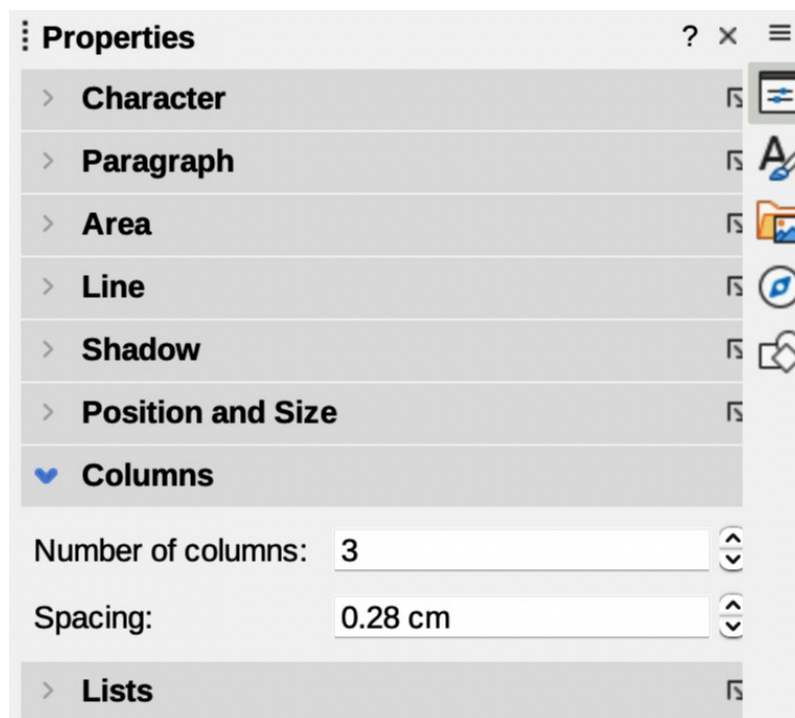 Properties ?
Character
Paragraph
Area
Line
Shadow
Position and Size
Columns
Number of columns: 3
Spacing: 0.28 cm
Lists